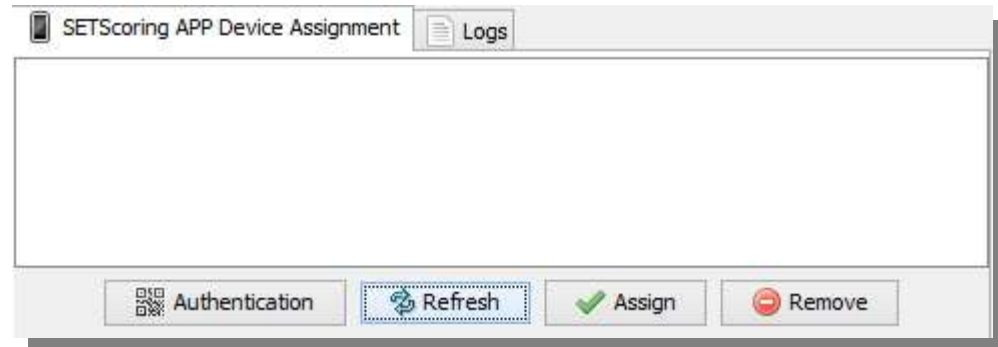 SETScoring APP Device Assignment Logs
Authentication Refresh Assign Remove